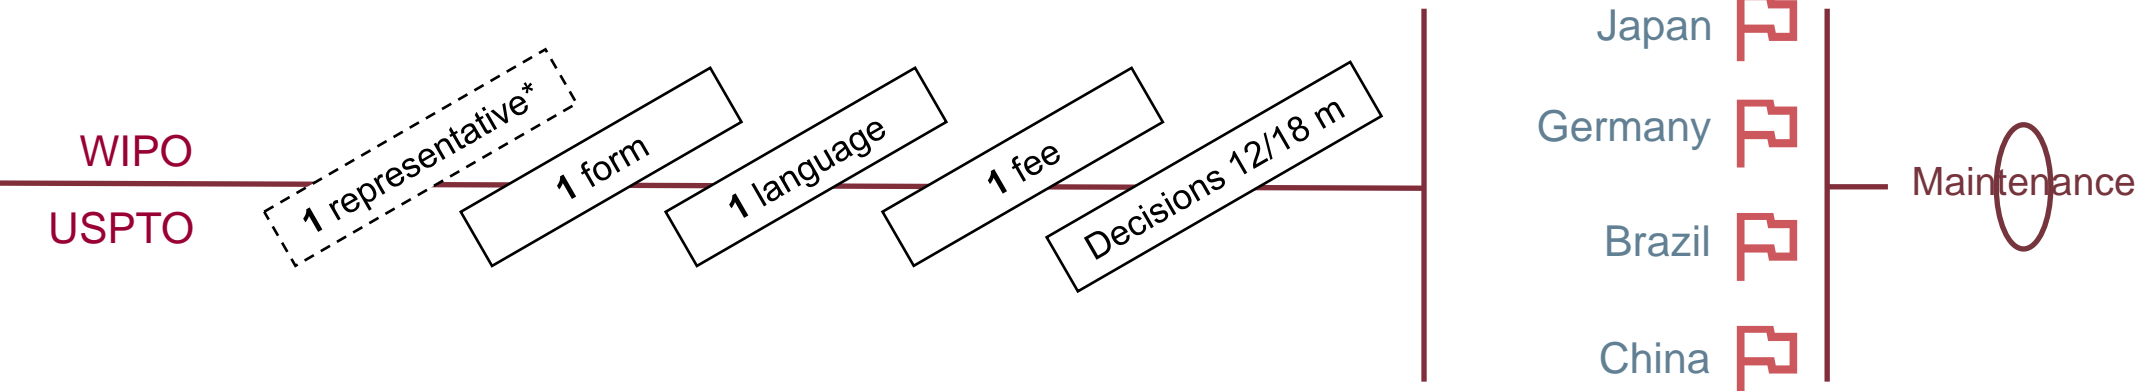 WIPO
USPTO
1 representative*
1 form
1 language
1 fee
Decisions 12/18 m
Japan
Germany
Brazil
China
Maintenance